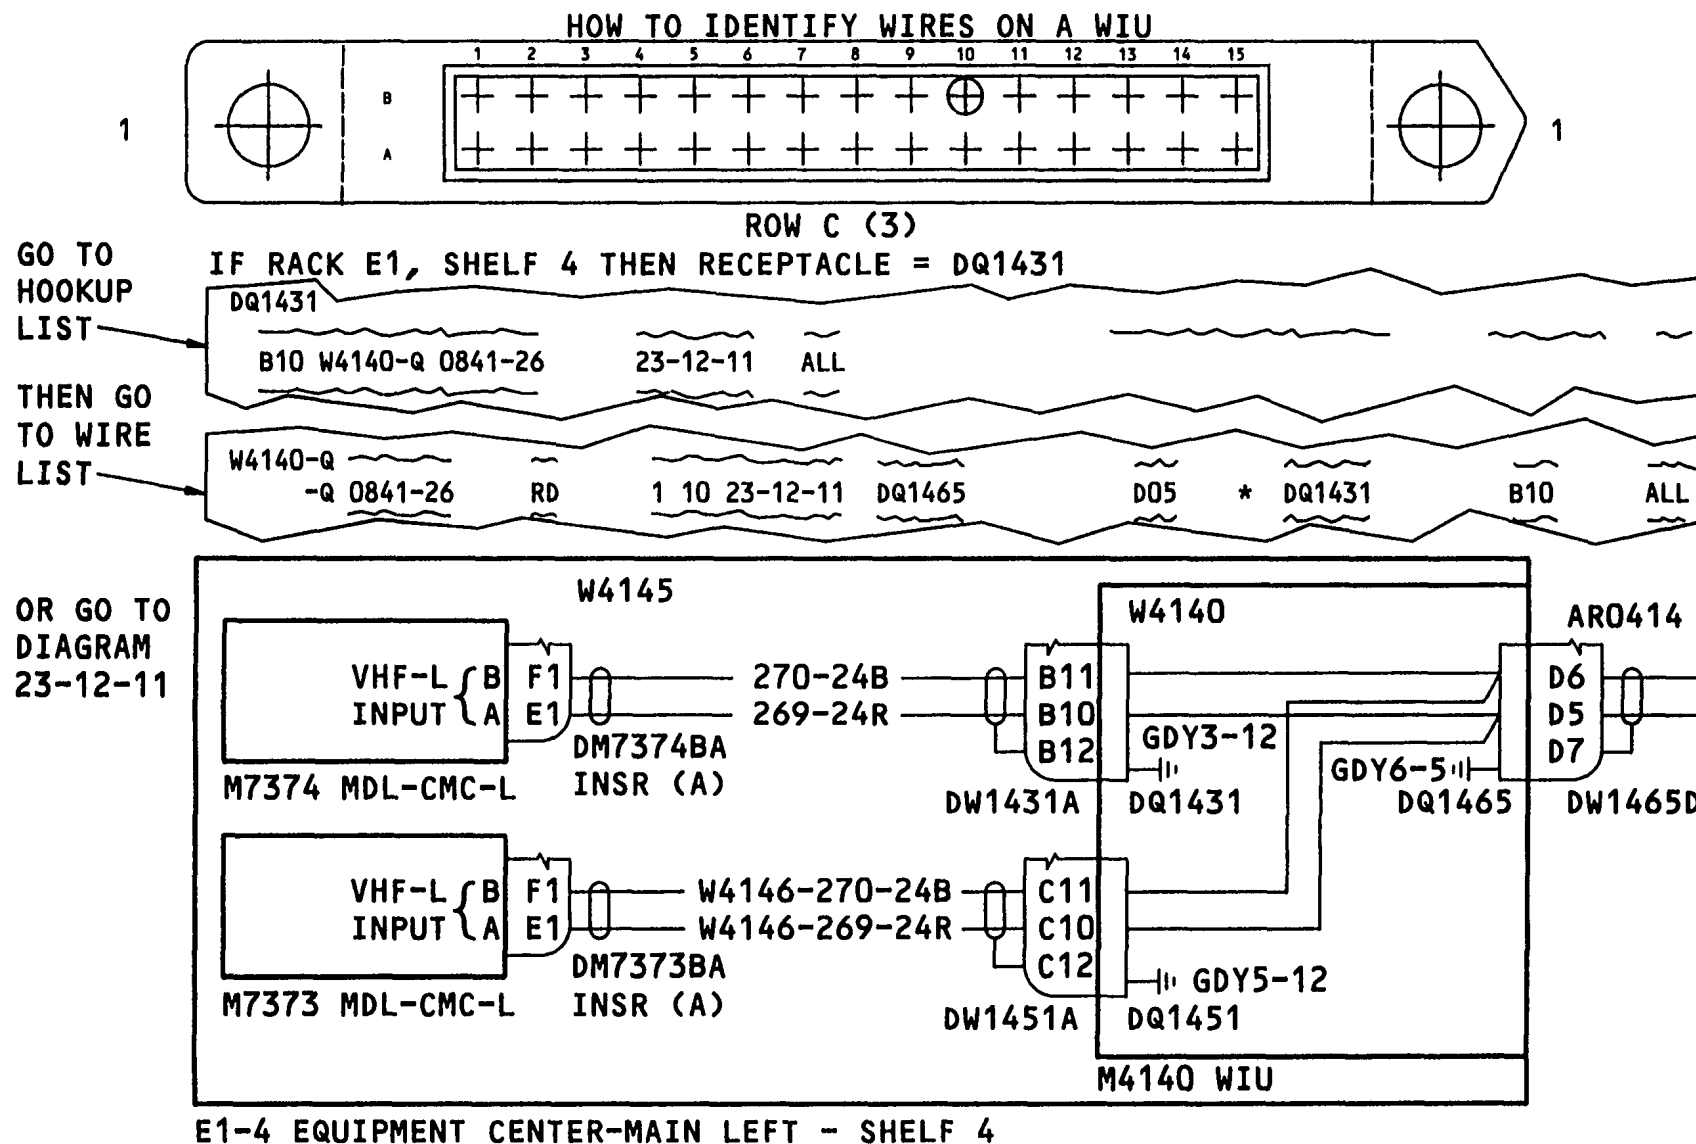 HOW TO IDENTIFY WIRES ON A WIU
1 2 3 4 5 6 7 8 9 10 11 12 13 14 15
B
1 1
A
ROW C (3)
GO TO
HOOKUP
LIST
IF RACK E1, SHELF 4 THEN RECEPTACLE = DQ1431
DQ1431
B10 W4140-Q 0841-26 23-12-11 ALL
THEN GO
TO WIRE
LIST
W4140-Q
-Q 0841-26 RD 1 10 23-12-11 DQ1465 D05 * DQ1431 B10 ALL
OR GO TO
DIAGRAM
23-12-11
W4145
W4140
ARO414
VHF-L { B F1 270-24B B11 D6
INPUT A E1 269-24R B10 D5
B12 D7
DM7374BA
INSR (A)
GDY3-12
GDY6-5
M7374 MDL-CMC-L
DW1431A DQ1431 DQ1465 DW1465D
VHF-L { B F1 W4146-270-24B C11
INPUT A E1 W4146-269-24R C10
C12
DM7373BA
INSR (A)
GDY5-12
M7373 MDL-CMC-L
DW1451A DQ1451
M4140 WIU
E1-4 EQUIPMENT CENTER-MAIN LEFT - SHELF 4